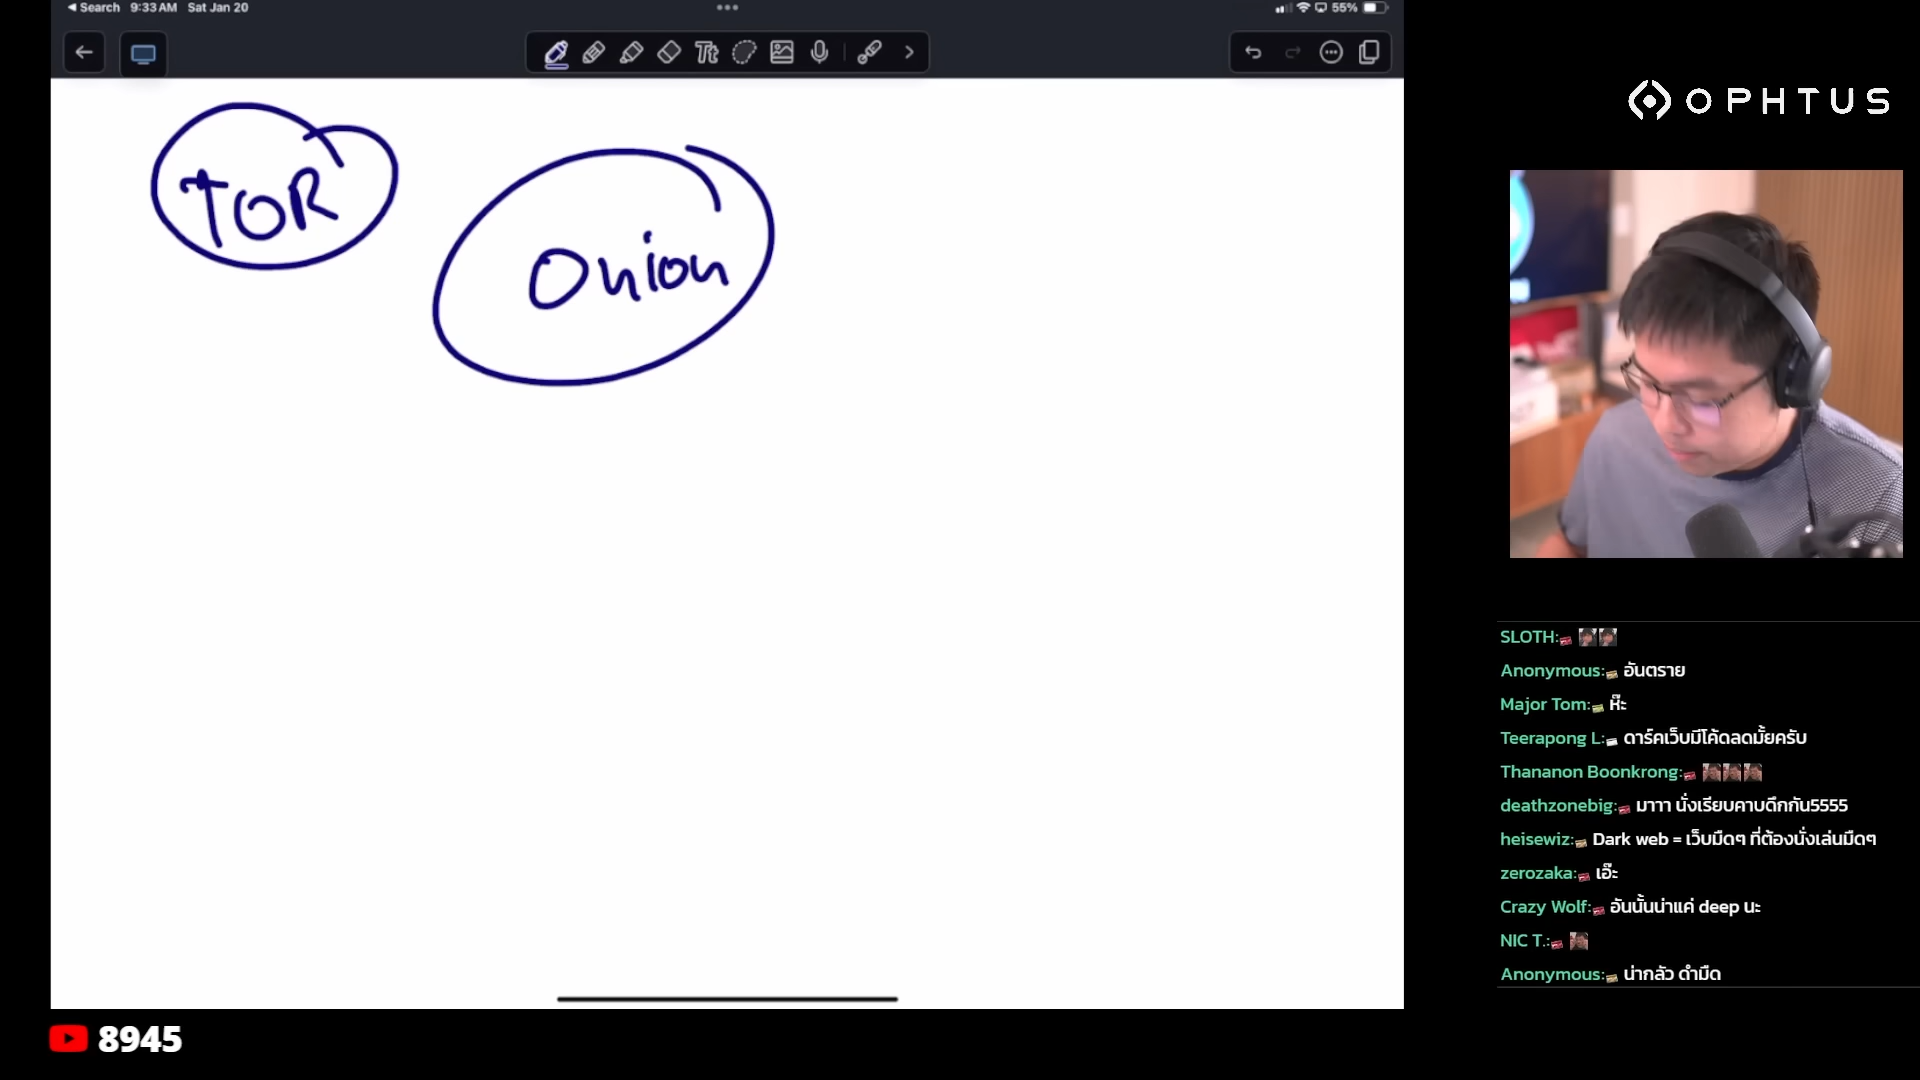 Search 9:33 AM Sat Jan 20
55%
Tt
TOR
Onion
OPHTUS
SLOTH:
Anonymous: อันตราย
Major Tom: หึ๊ะ
Teerapong L: ดาร์คเว็บมีโค้ดลดมั้ยครับ
Thananon Boonkrong:
deathzonebig: มาาา นั่งเรียบคาบดึกกัน5555
heisewiz: Dark web = เว็บมืดๆ ที่ต้องนั่งเล่นมืดๆ
zerozaka: เอ๊ะ
Crazy Wolf: อันนั้นน่าแค่ deep นะ
NIC T.:
Anonymous: น่ากลัว ดำมืด
8945